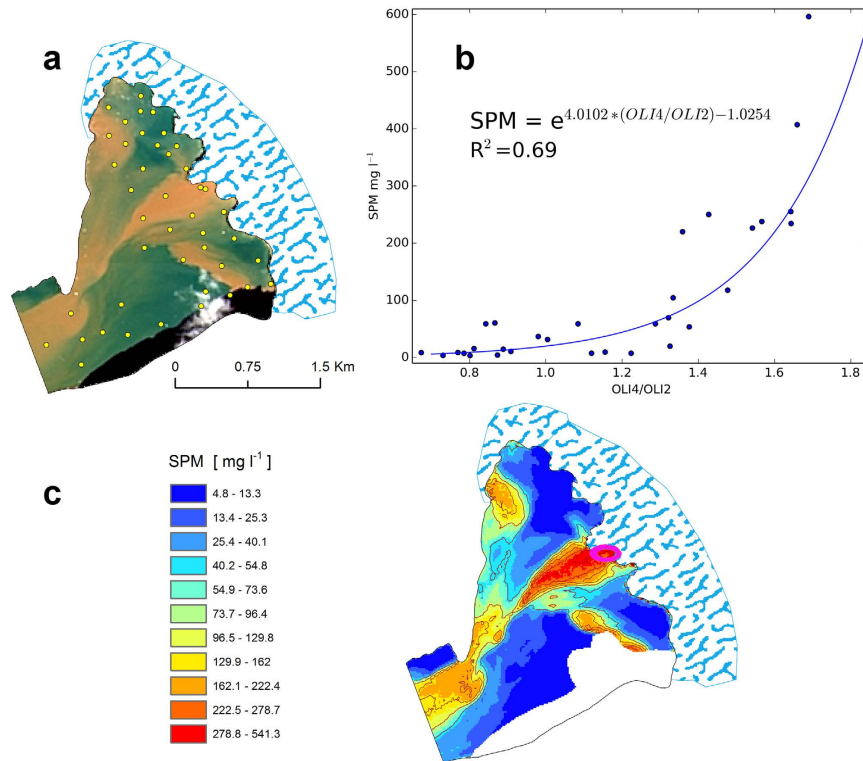 a
0 0.75 1.5 Km
b
600
500
400
300
200
100
0
SPM mg l⁻¹
SPM = e^{4.0102*(OLI4/OLI2)−1.0254}
R²=0.69
0.8 1.0 1.2 1.4 1.6 1.8
OLI4/OLI2
c
SPM [ mg l⁻¹ ]
4.8 - 13.3
13.4 - 25.3
25.4 - 40.1
40.2 - 54.8
54.9 - 73.6
73.7 - 96.4
96.5 - 129.8
129.9 - 162
162.1 - 222.4
222.5 - 278.7
278.8 - 541.3